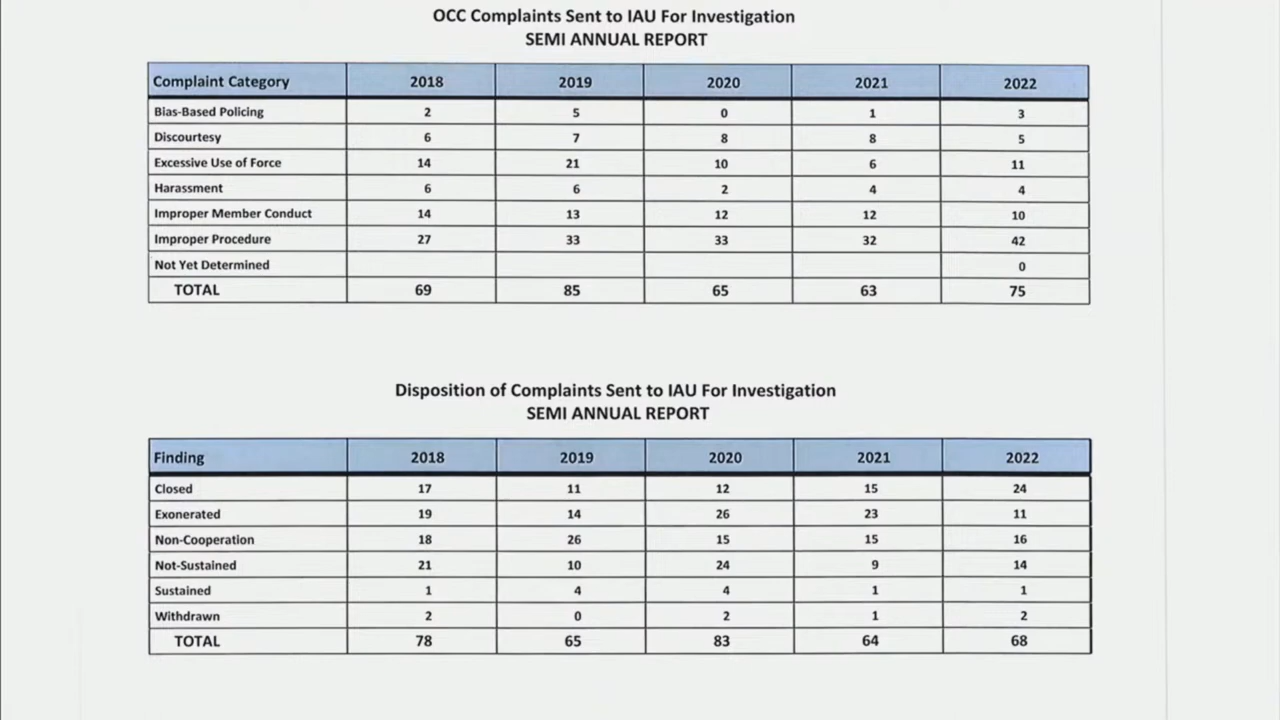 OCC Complaints Sent to IAU For Investigation
SEMI ANNUAL REPORT
Complaint Category 2018 2019 2020 2021 2022
Bias-Based Policing 2 5 0 1 3
Discourtesy 6 7 8 8 5
Excessive Use of Force 14 21 10 6 11
Harassment 6 6 2 4 4
Improper Member Conduct 14 13 12 12 10
Improper Procedure 27 33 33 32 42
Not Yet Determined 0
TOTAL 69 85 65 63 75
Disposition of Complaints Sent to IAU For Investigation
SEMI ANNUAL REPORT
Finding 2018 2019 2020 2021 2022
Closed 17 11 12 15 24
Exonerated 19 14 26 23 11
Non-Cooperation 18 26 15 15 16
Not-Sustained 21 10 24 9 14
Sustained 1 4 4 1 1
Withdrawn 2 0 2 1 2
TOTAL 78 65 83 64 68